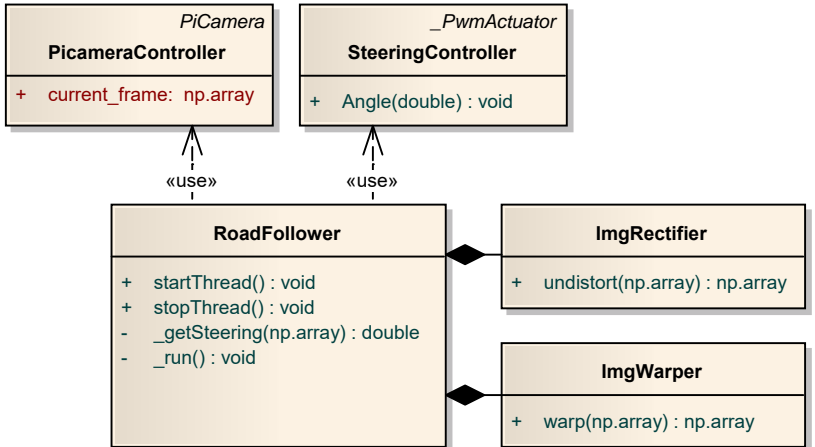 PiCamera
PicameraController
+ current_frame: np.array
_PwmActuator
SteeringController
+ Angle(double) : void
«use»
«use»
RoadFollower
+ startThread() : void
+ stopThread() : void
- _getSteering(np.array) : double
- _run() : void
ImgRectifier
+ undistort(np.array) : np.array
ImgWarper
+ warp(np.array) : np.array